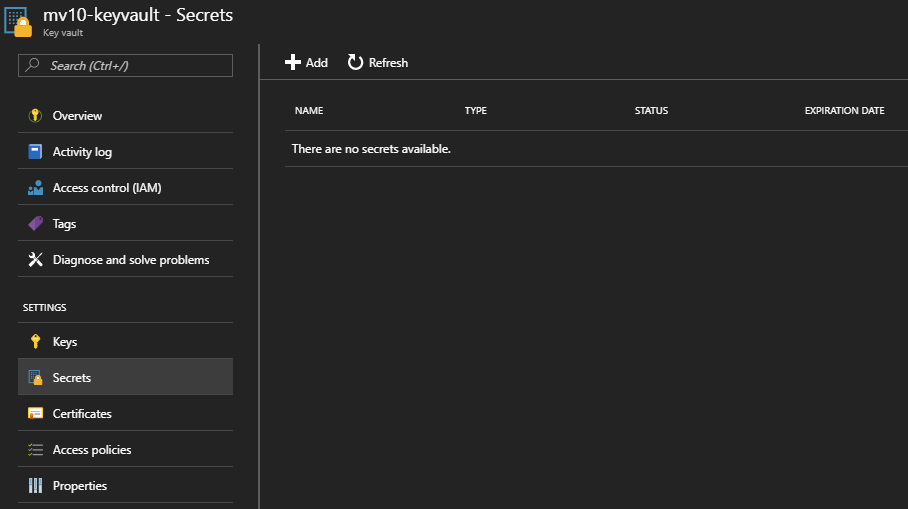 mv10-keyvault - Secrets
Key vault
Search (Ctrl+/)
Overview
Activity log
Access control (IAM)
Tags
Diagnose and solve problems
SETTINGS
Keys
Secrets
Certificates
Access policies
Properties
Add Refresh
NAME TYPE STATUS EXPIRATION DATE
There are no secrets available.